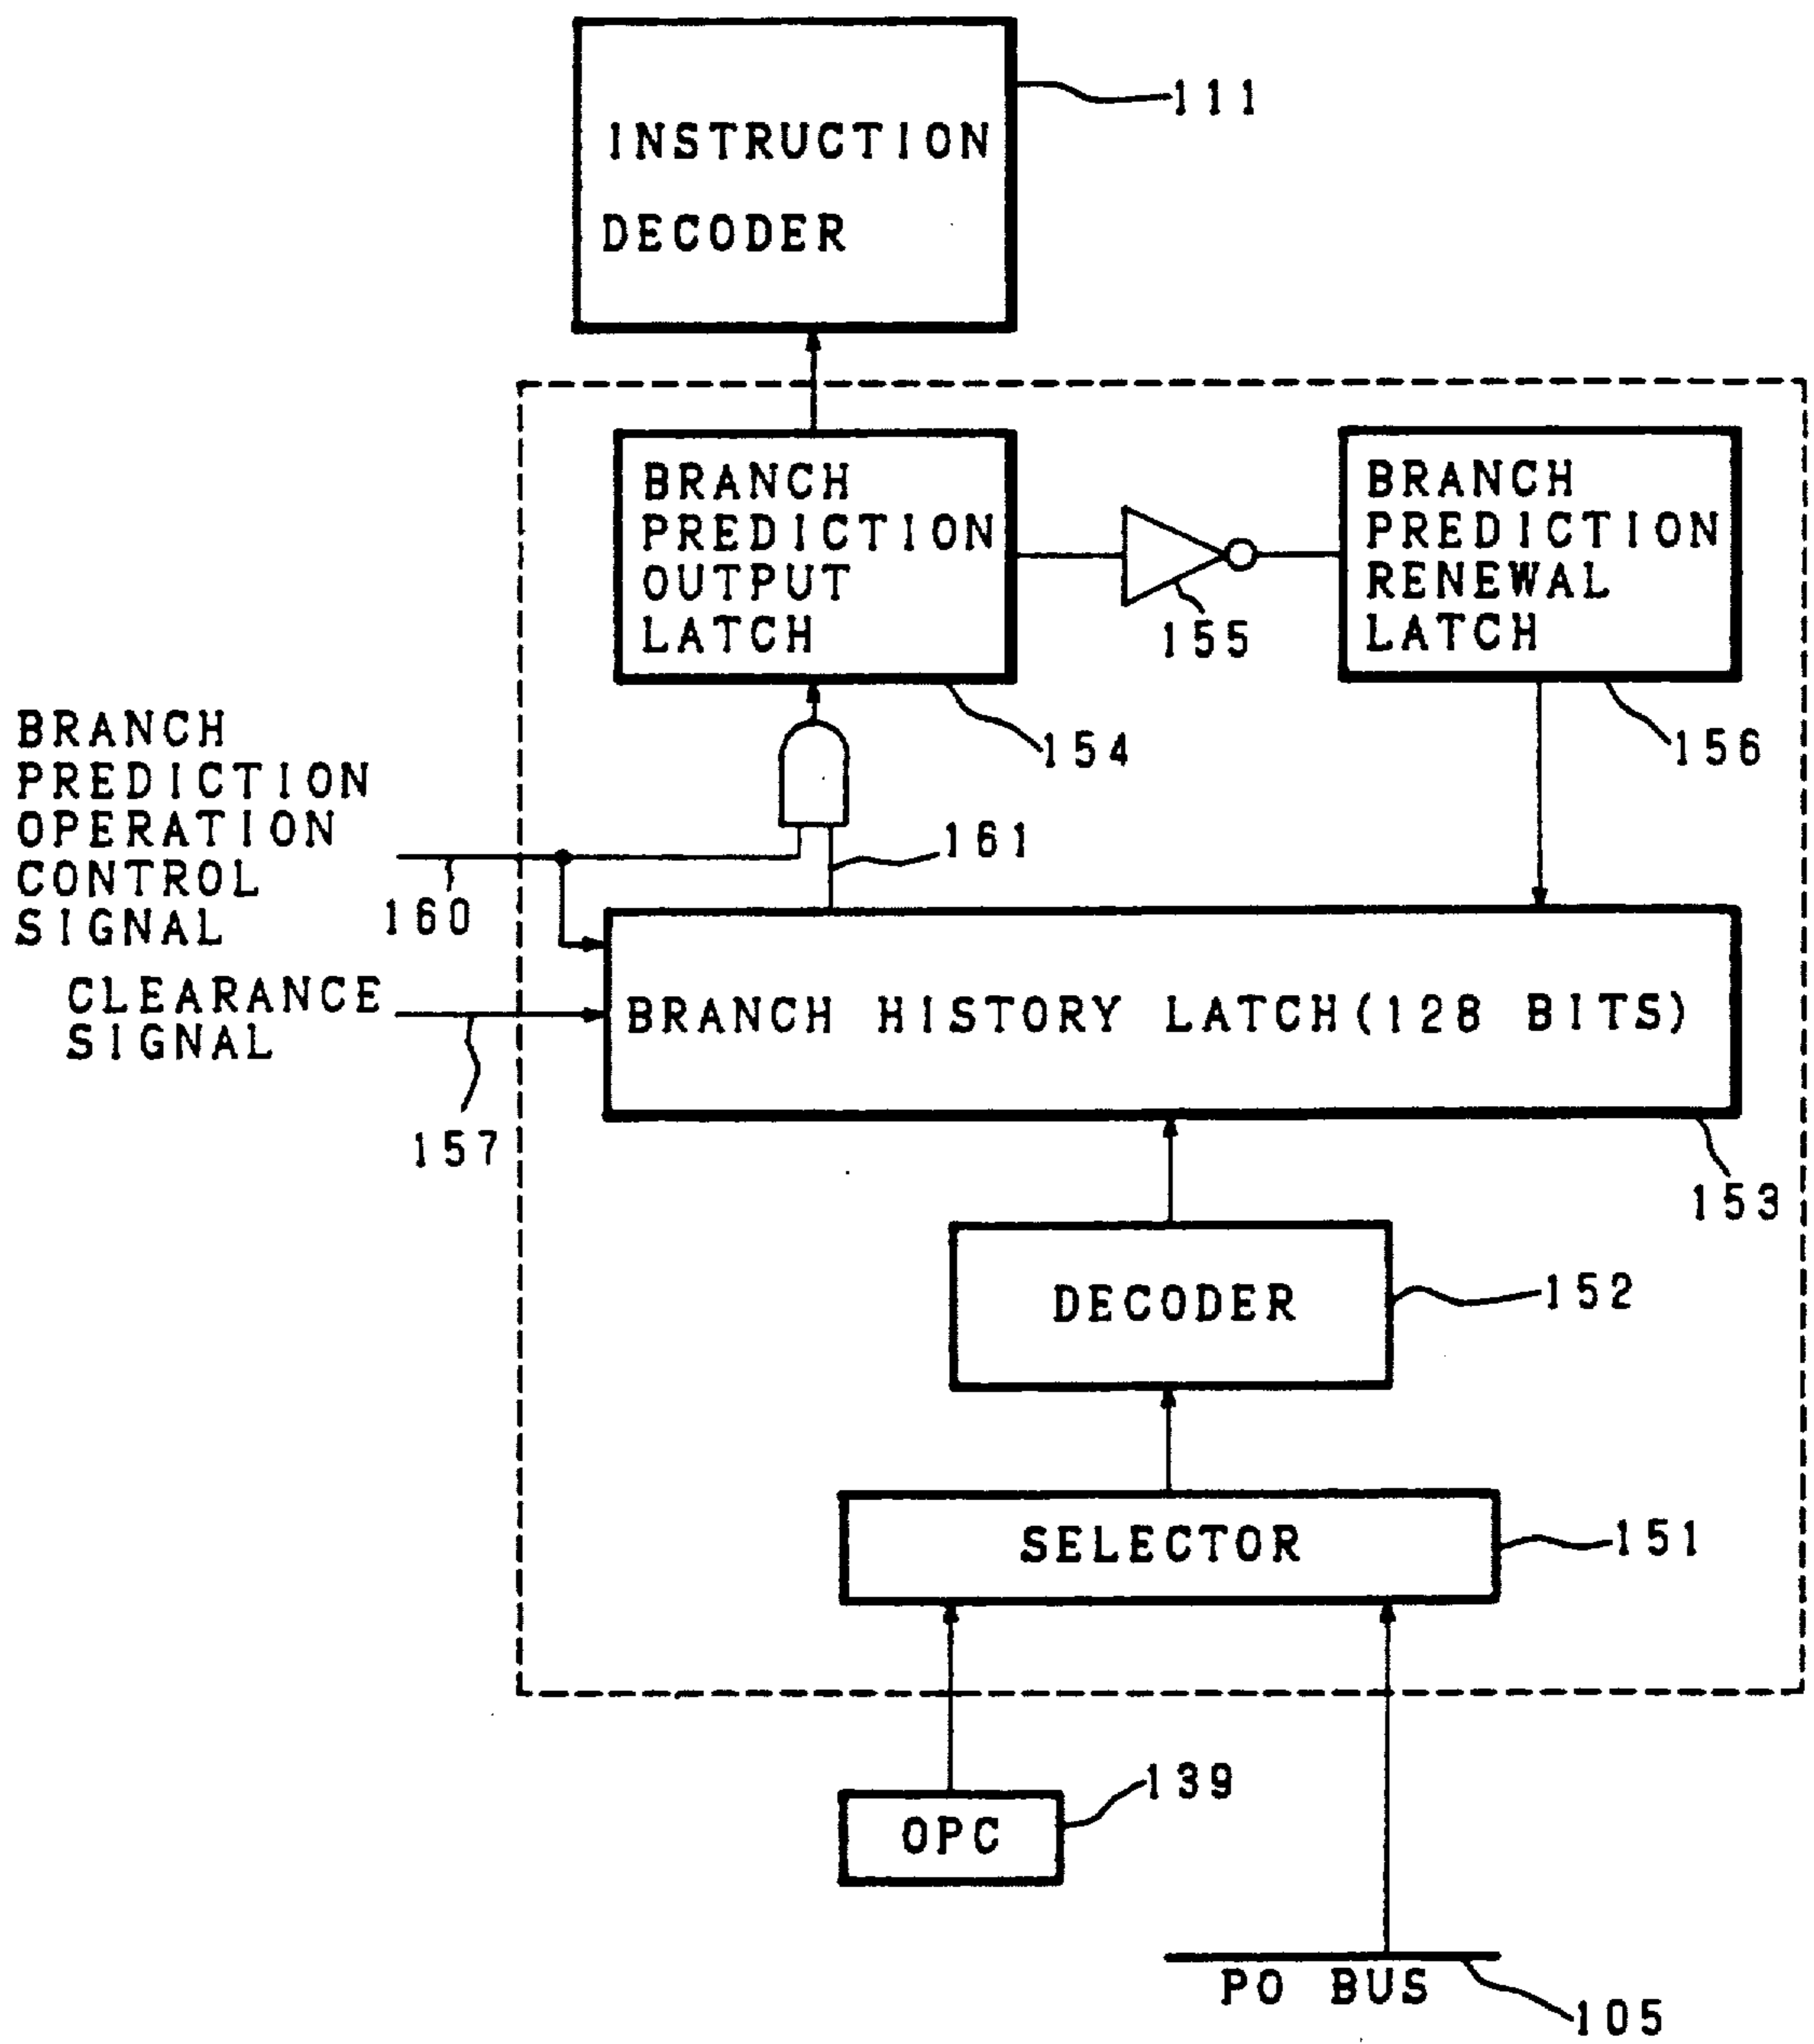 INSTRUCTION
DECODER
111
BRANCH
PREDICTION
OUTPUT
LATCH
155
BRANCH
PREDICTION
RENEWAL
LATCH
154
156
BRANCH
PREDICTION
OPERATION
CONTROL
SIGNAL
160
161
CLEARANCE
SIGNAL
157
BRANCH HISTORY LATCH (128 BITS)
153
DECODER
152
SELECTOR
151
OPC
139
PO BUS
105